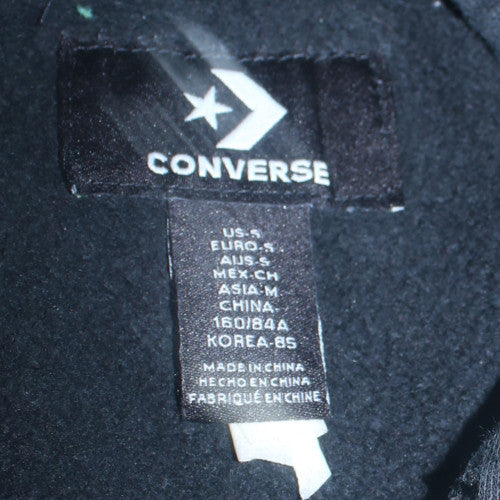 CONVERSE
US-S
EURO-S
AUS-S
MEX-CH
ASIA-M
CHINA-
160/84A
KOREA-85
MADE IN CHINA
HECHO EN CHINA
FABRIQUÉ EN CHINE